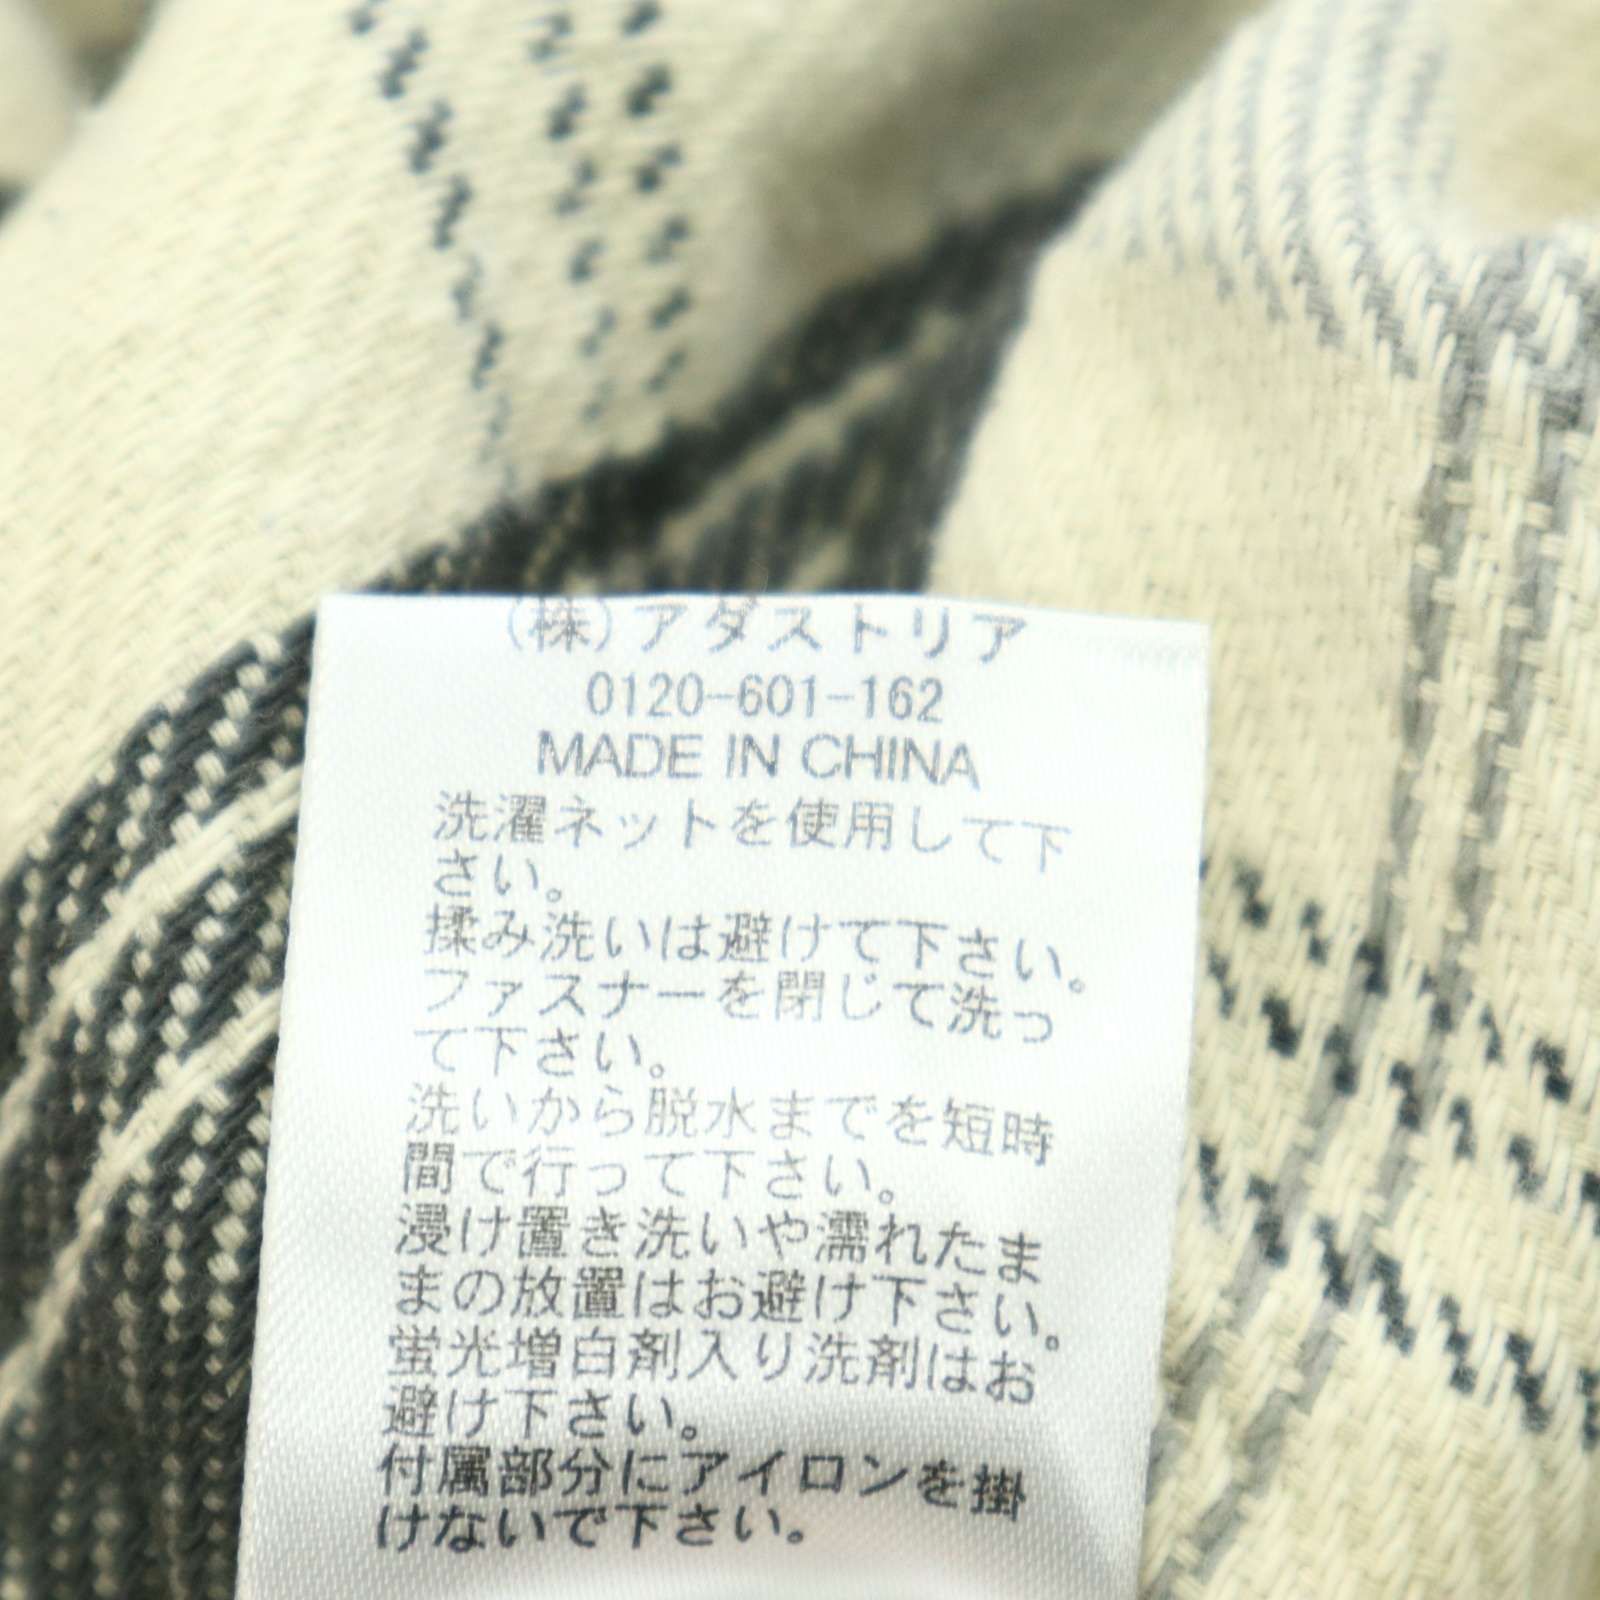 (株)アダストリア
0120-601-162
MADE IN CHINA
洗濯ネットを使用して下
さい。
揉み洗いは避けて下さい。
ファスナーを閉じて洗っ
て下さい。
洗いから脱水までを短時
間で行って下さい。
浸け置き洗いや濡れたま
まの放置はお避け下さい。
蛍光増白剤入り洗剤はお
避け下さい。
付属部分にアイロンを掛
けないで下さい。